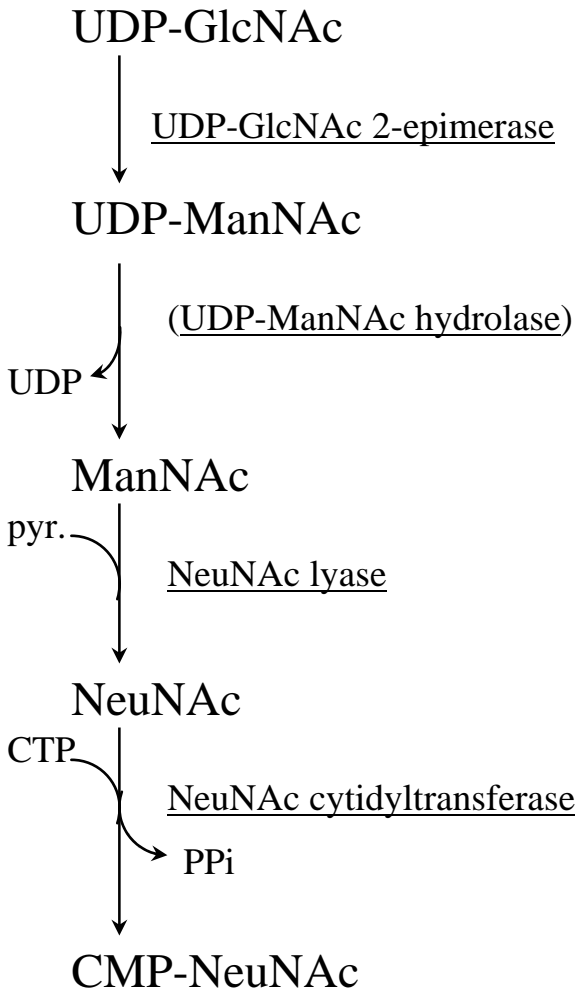 UDP-GlcNAc
UDP-GlcNAc 2-epimerase
UDP-ManNAc
(UDP-ManNAc hydrolase)
UDP
ManNAc
pyr.
NeuNAc lyase
NeuNAc
CTP
NeuNAc cytidyltransferase
PPi
CMP-NeuNAc